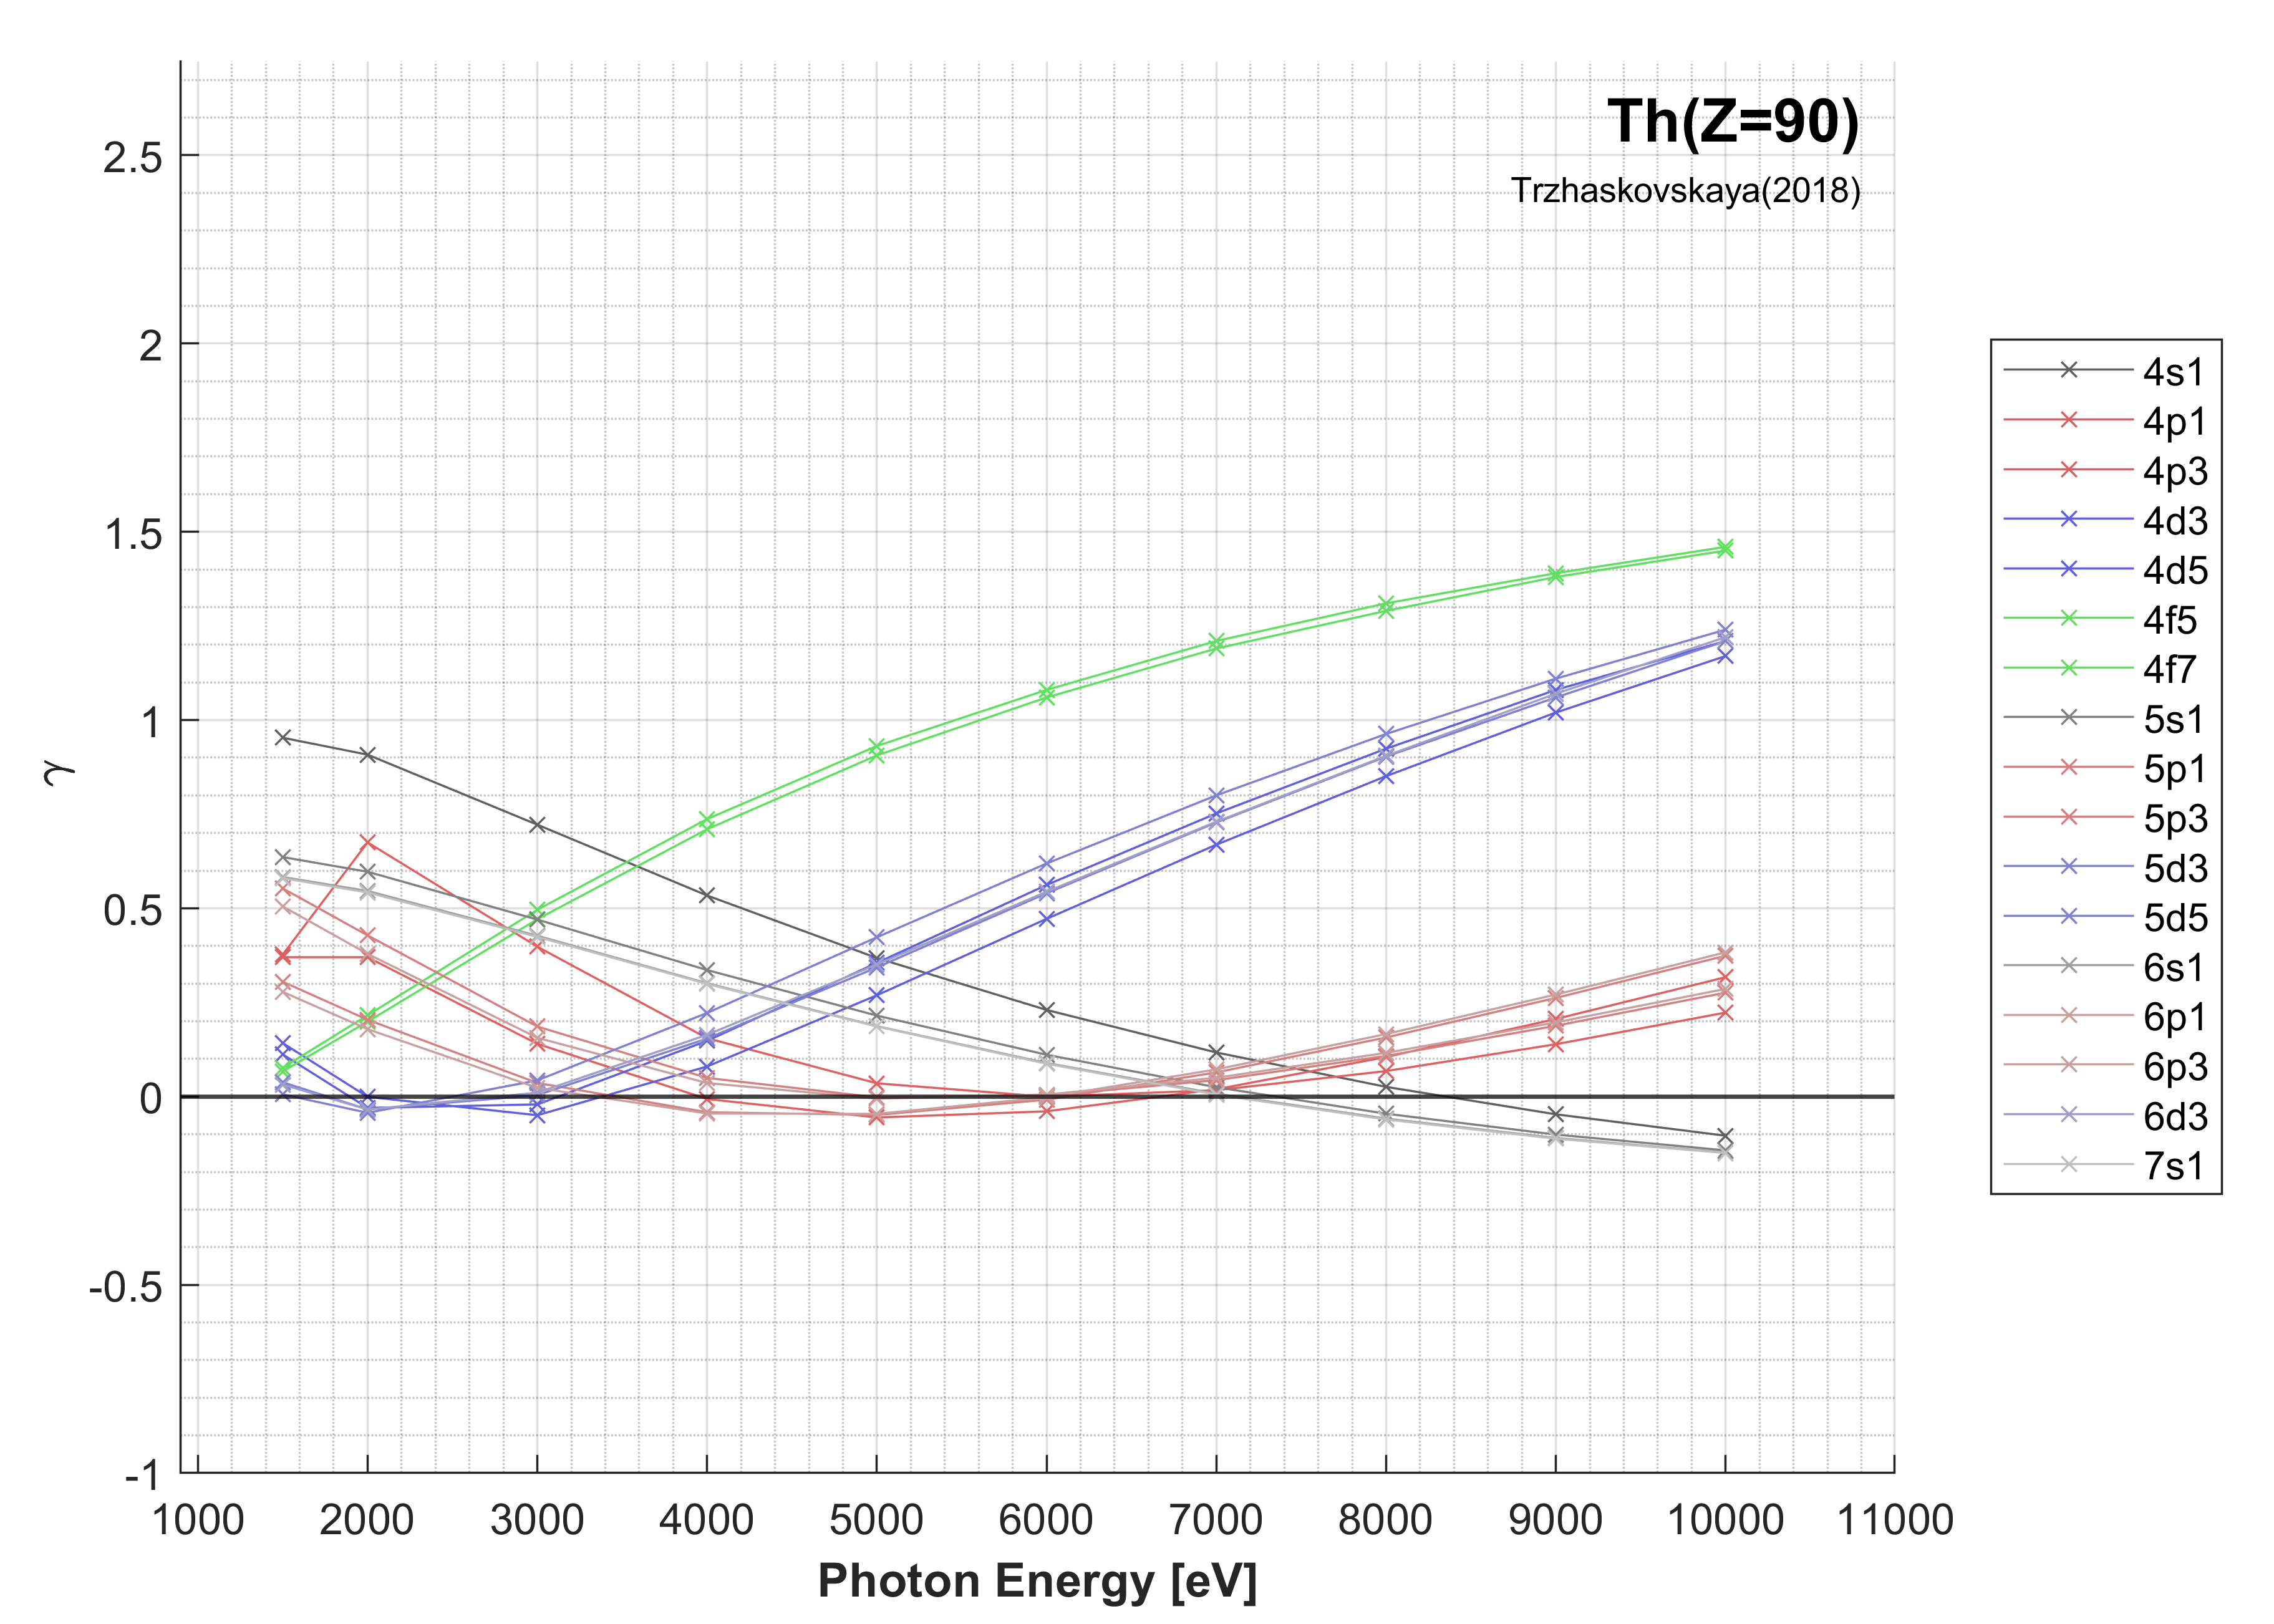 Th(Z=90)
Trzhaskovskaya(2018)
2.5
2
1.5
1
0.5
0
-0.5
-1
γ
1000 2000 3000 4000 5000 6000 7000 8000 9000 10000 11000
Photon Energy [eV]
4s1
4p1
4p3
4d3
4d5
4f5
4f7
5s1
5p1
5p3
5d3
5d5
6s1
6p1
6p3
6d3
7s1